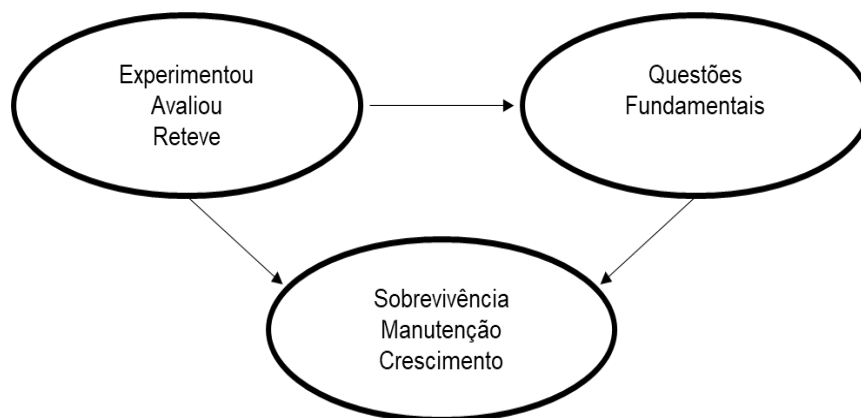 Experimentou
Avaliou
Reteve
Questões
Fundamentais
Sobrevivência
Manutenção
Crescimento